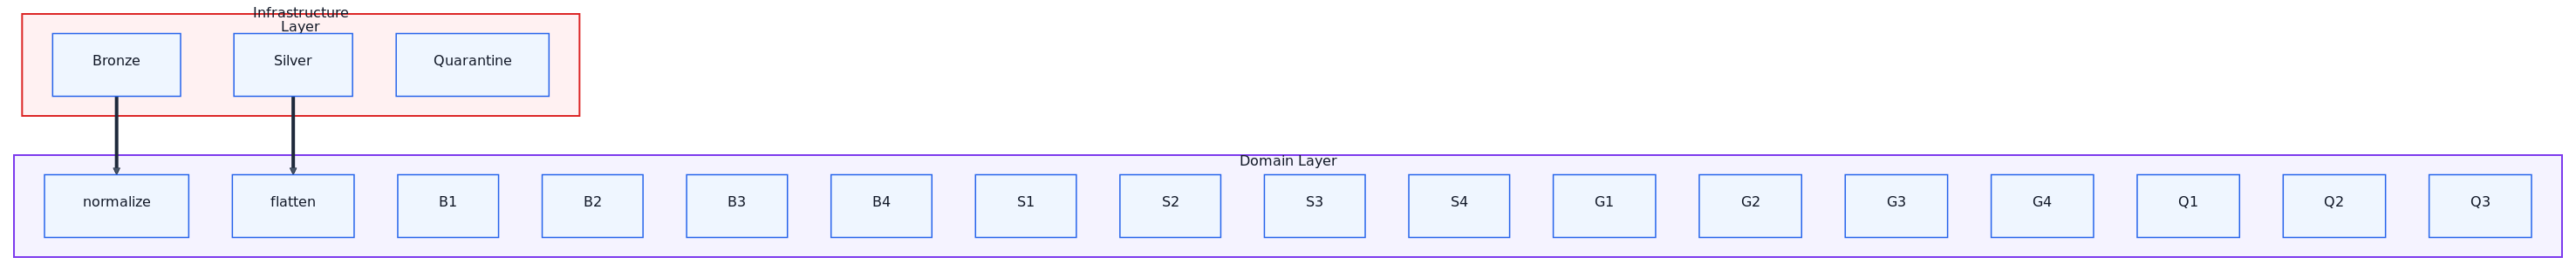 Infrastructure
Layer
Bronze
Silver
Quarantine
Domain Layer
normalize
flatten
B1
B2
B3
B4
S1
S2
S3
S4
G1
G2
G3
G4
Q1
Q2
Q3